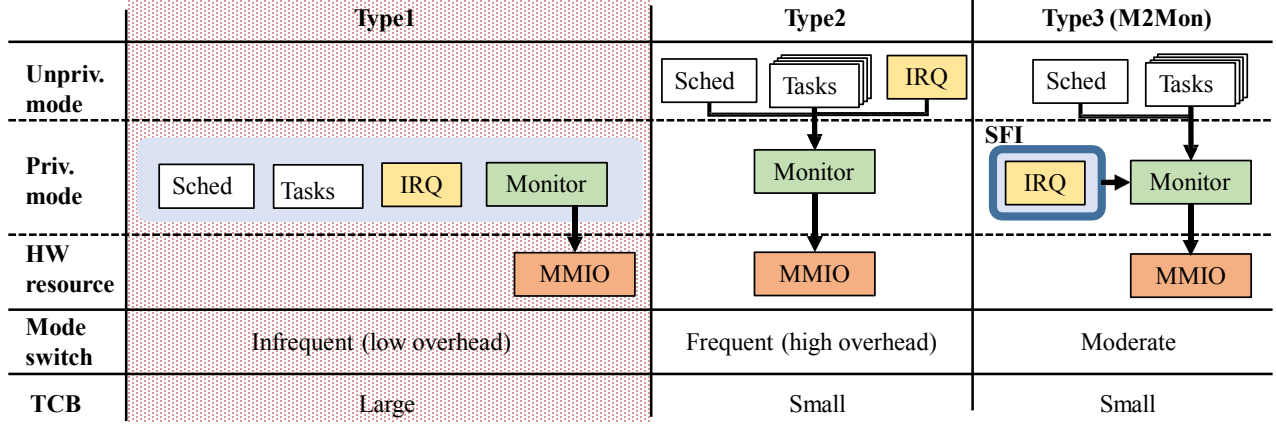 Type1
Type2
Type3 (M2Mon)
Unpriv.
mode
Sched
Tasks
IRQ
Sched
Tasks
Priv.
mode
Sched
Tasks
IRQ
Monitor
Monitor
SFI
IRQ
Monitor
HW
resource
MMIO
MMIO
MMIO
Mode
switch
Infrequent (low overhead)
Frequent (high overhead)
Moderate
TCB
Large
Small
Small